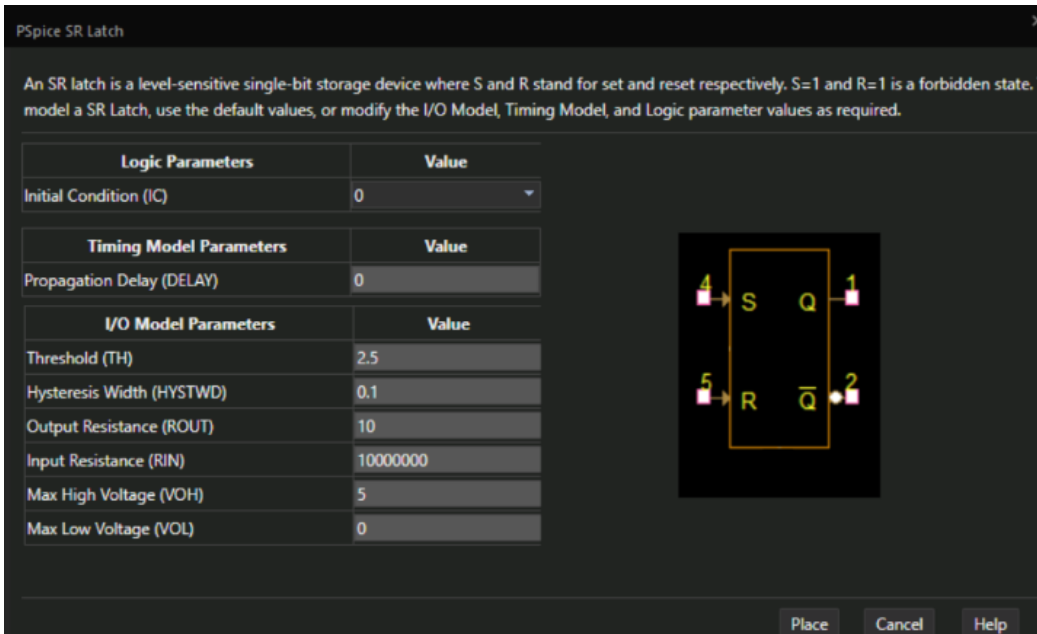 PSpice SR Latch
An SR latch is a level-sensitive single-bit storage device where S and R stand for set and reset respectively. S=1 and R=1 is a forbidden state.
model a SR Latch, use the default values, or modify the I/O Model, Timing Model, and Logic parameter values as required.
Logic Parameters Value
Initial Condition (IC) 0
Timing Model Parameters Value
Propagation Delay (DELAY) 0
I/O Model Parameters Value
Threshold (TH) 2.5
Hysteresis Width (HYSTWD) 0.1
Output Resistance (ROUT) 10
Input Resistance (RIN) 10000000
Max High Voltage (VOH) 5
Max Low Voltage (VOL) 0
4 S Q 1
5 R Q̅ 2
Place Cancel Help